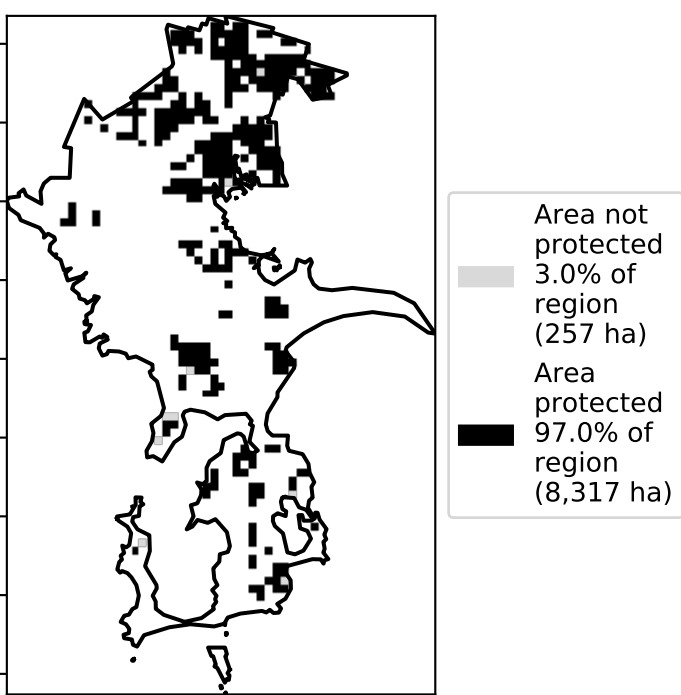 Area not
protected
3.0% of
region
(257 ha)
Area
protected
97.0% of
region
(8,317 ha)